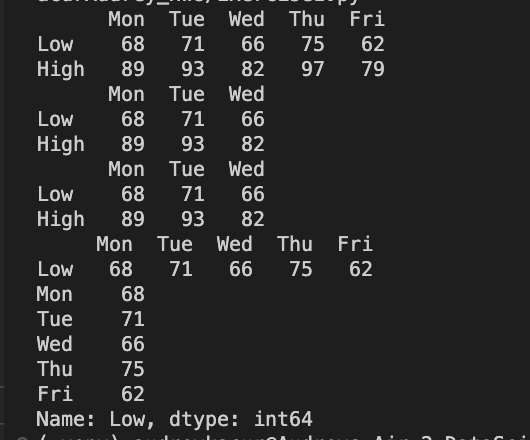 Mon Tue Wed Thu Fri
Low 68 71 66 75 62
High 89 93 82 97 79
Mon Tue Wed
Low 68 71 66
High 89 93 82
Mon Tue Wed
Low 68 71 66
High 89 93 82
Mon Tue Wed Thu Fri
Low 68 71 66 75 62
Mon 68
Tue 71
Wed 66
Thu 75
Fri 62
Name: Low, dtype: int64